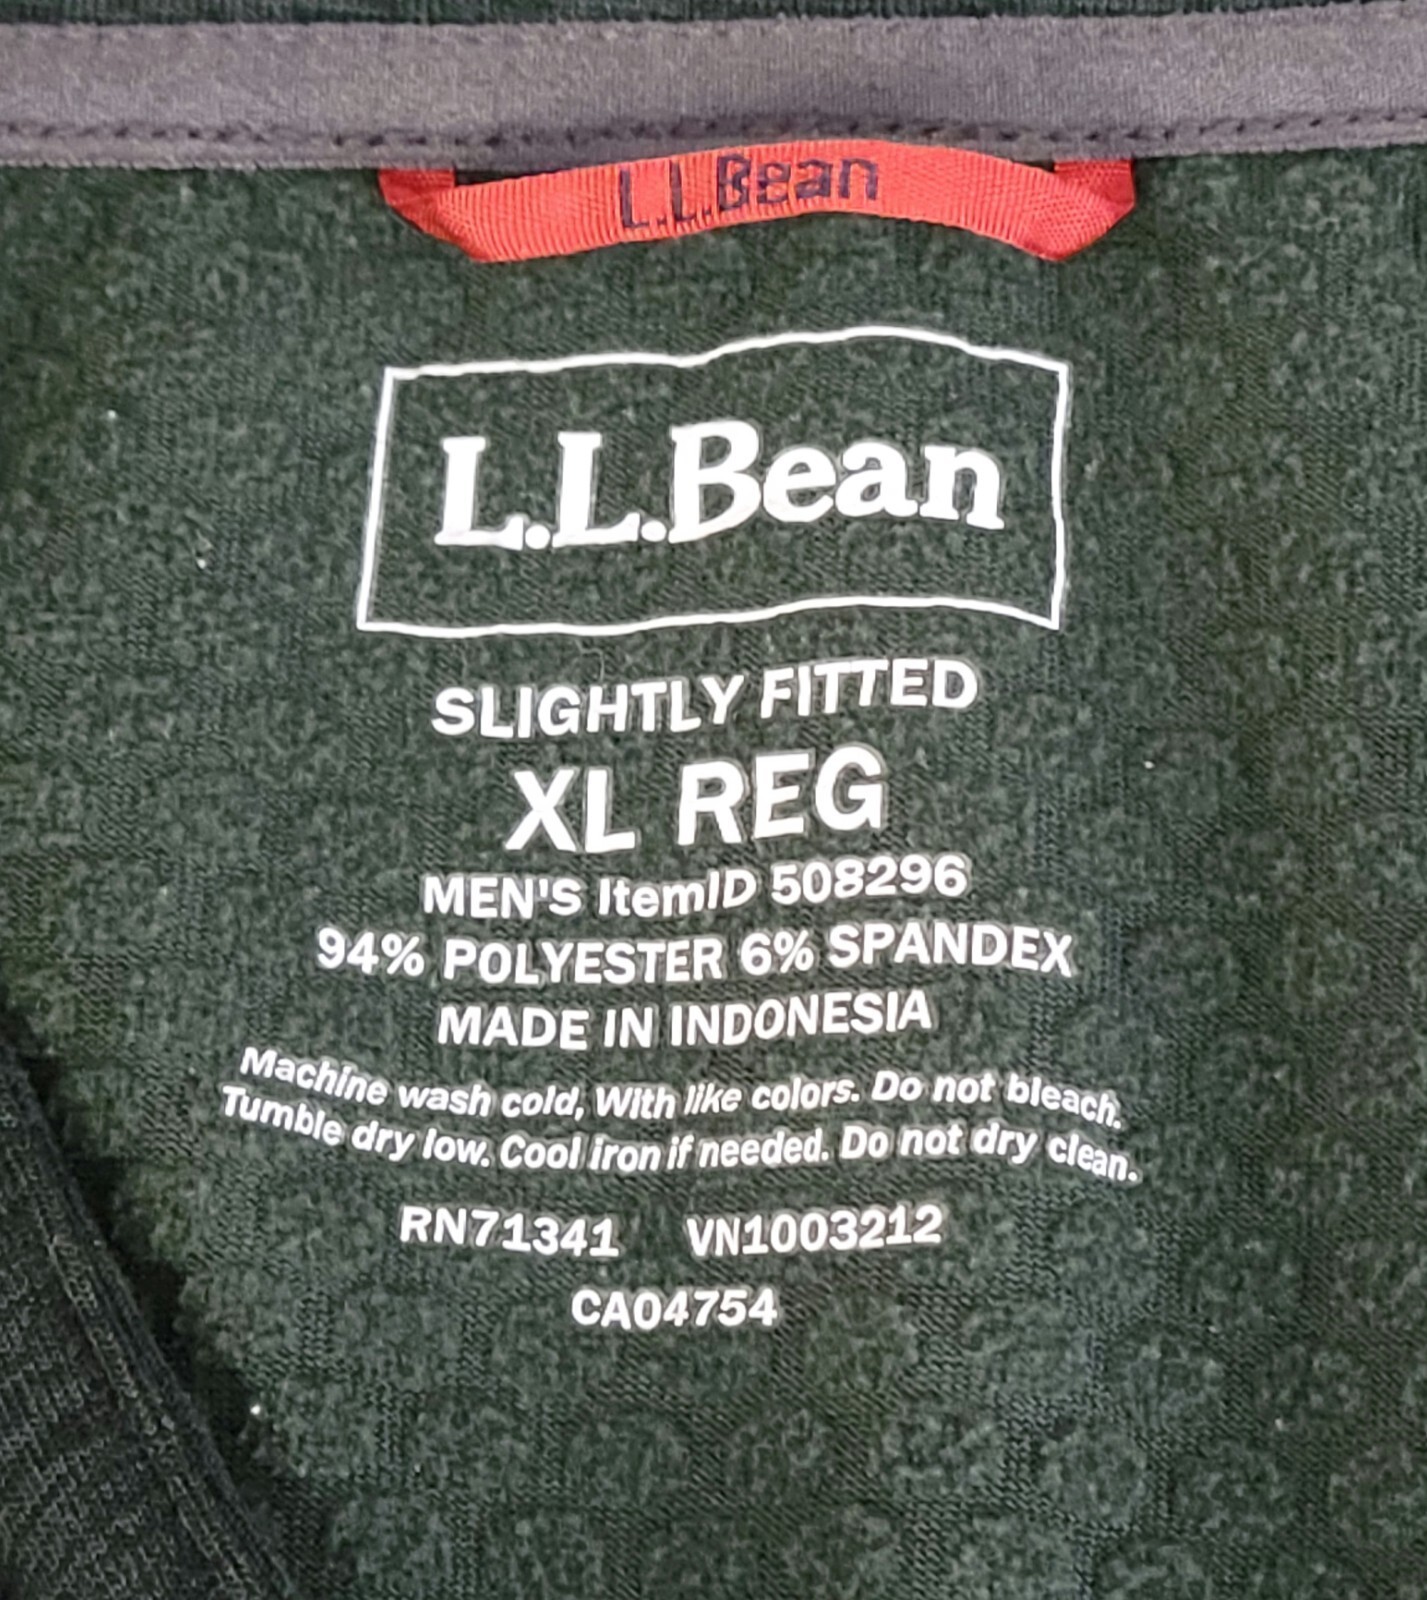 L.L.Bean
L.L.Bean
SLIGHTLY FITTED
XL REG
MEN'S ItemID 508296
94% POLYESTER 6% SPANDEX
MADE IN INDONESIA
Machine wash cold, With like colors. Do not bleach.
Tumble dry low. Cool iron if needed. Do not dry clean.
RN71341 VN1003212
CA04754